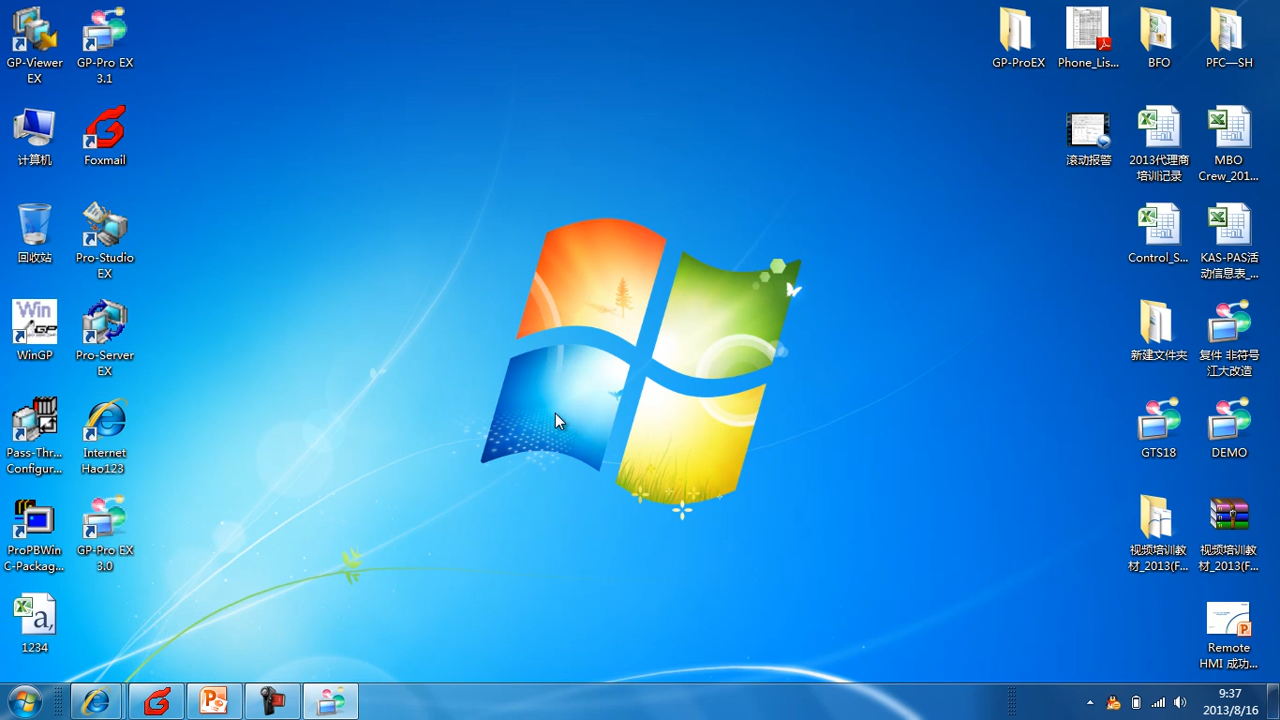 GP-Viewer
EX
GP-Pro EX
3.1
计算机
Foxmail
回收站
Pro-Studio
EX
Win
GP
WinGP
Pro-Server
EX
Pass-Thr...
Configur...
Internet
Hao123
ProPBWin
C-Packag...
GP-Pro EX
3.0
a,
1234
GP-ProEX
Phone_Lis...
BFO
PFC—SH
滚动报警
2013代理商
培训记录
MBO
Crew_201...
Control_S...
KAS-PAS活
动信息表_...
新建文件夹
复件 非符号
江大改造
GTS18
DEMO
视频培训教
材_2013(F...
视频培训教
材_2013(F...
Remote
HMI 成功...
9:37
2013/8/16